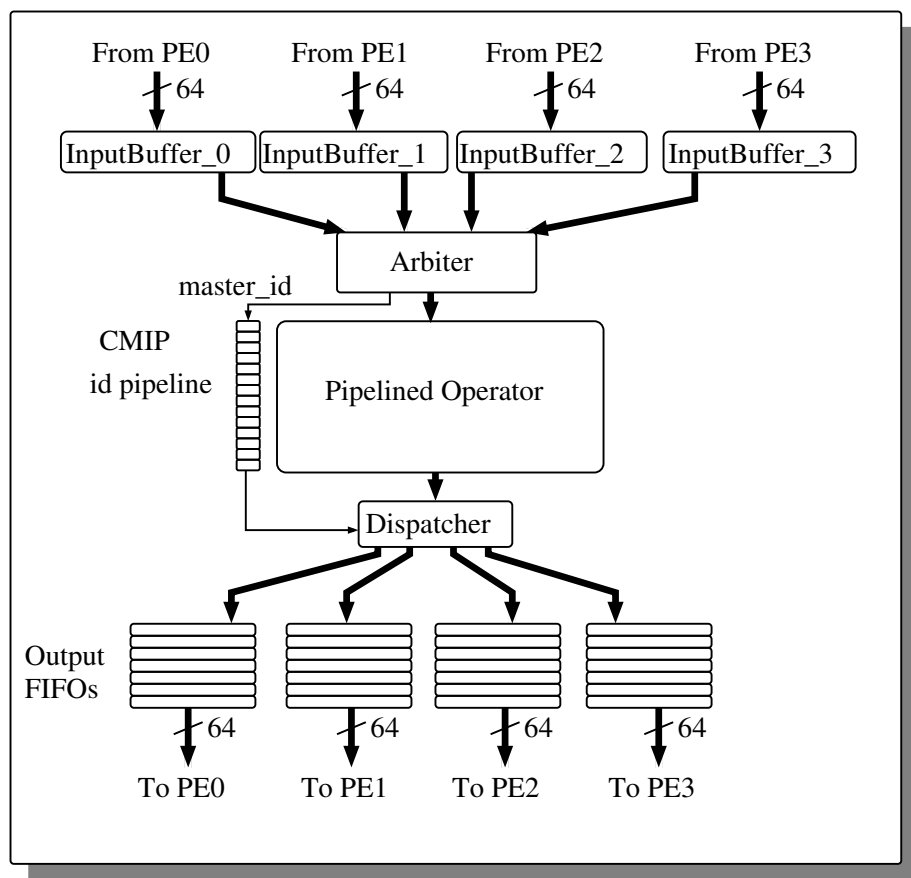 From PE0
From PE1
From PE2
From PE3
64
64
64
64
InputBuffer_0
InputBuffer_1
InputBuffer_2
InputBuffer_3
Arbiter
master_id
CMIP
id pipeline
Pipelined Operator
Dispatcher
Output
FIFOs
64
64
64
64
To PE0
To PE1
To PE2
To PE3